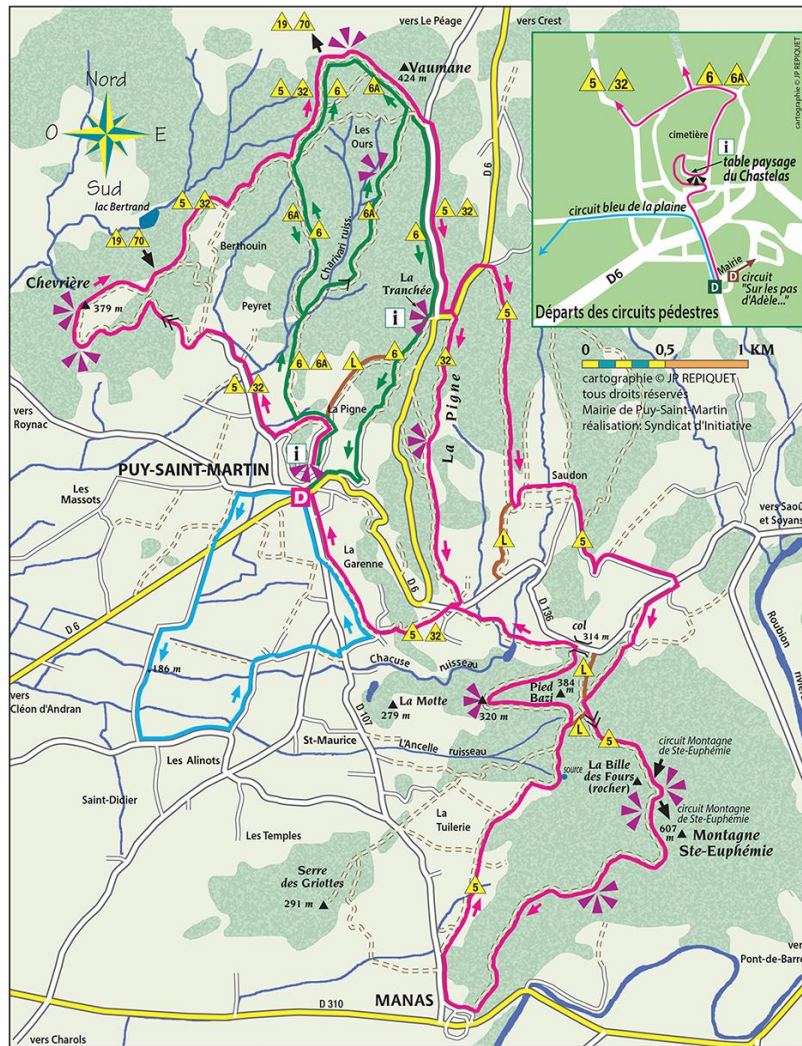 19
70
vers Le Péage
vers Crest
Vaumane
424 m
Nord
O
E
Sud
5
32
6
6A
Les
Ours
lac Bertrand
5
32
19
70
Berthouin
6A
6
6A
Charivari ruiss.
6
5
32
D 6
Chevrière
379 m
Peyret
La
Tranchée
i
5
5
32
6
6A
L
6
32
La Pigne
La Pigne
vers
Roynac
i
PUY-SAINT-MARTIN
D
Les
Massots
La
Garenne
D 6
Saudon
L
5
vers Saoû
et Soyans
D 6
5
32
D 136
col
314 m
Roubion
rivière
186 m
Chacuse
ruisseau
L
Pied
Bazi
384
m
La Motte
279 m
320 m
vers
Cléon d'Andran
D 107
St-Maurice
L'Ancelle
ruisseau
L
5
circuit Montagne
de Ste-Euphémie
Les Alinots
source
La Bille
des Fours
(rocher)
circuit Montagne
de Ste-Euphémie
607
m
Montagne
Ste-Euphémie
Saint-Didier
La
Tuilerie
Les Temples
Serre
des Griottes
291 m
5
MANAS
D 310
vers Charols
vers
Pont-de-Barre
5
32
6
6A
cimetière
i
table paysage
du Chastelas
circuit bleu de la plaine
D6
Mairie
D
D
circuit
"Sur les pas
d'Adèle..."
Départs des circuits pédestres
cartographie © JP REPIQUET
0
0,5
1 KM
cartographie © JP REPIQUET
tous droits réservés
Mairie de Puy-Saint-Martin
réalisation: Syndicat d'Initiative